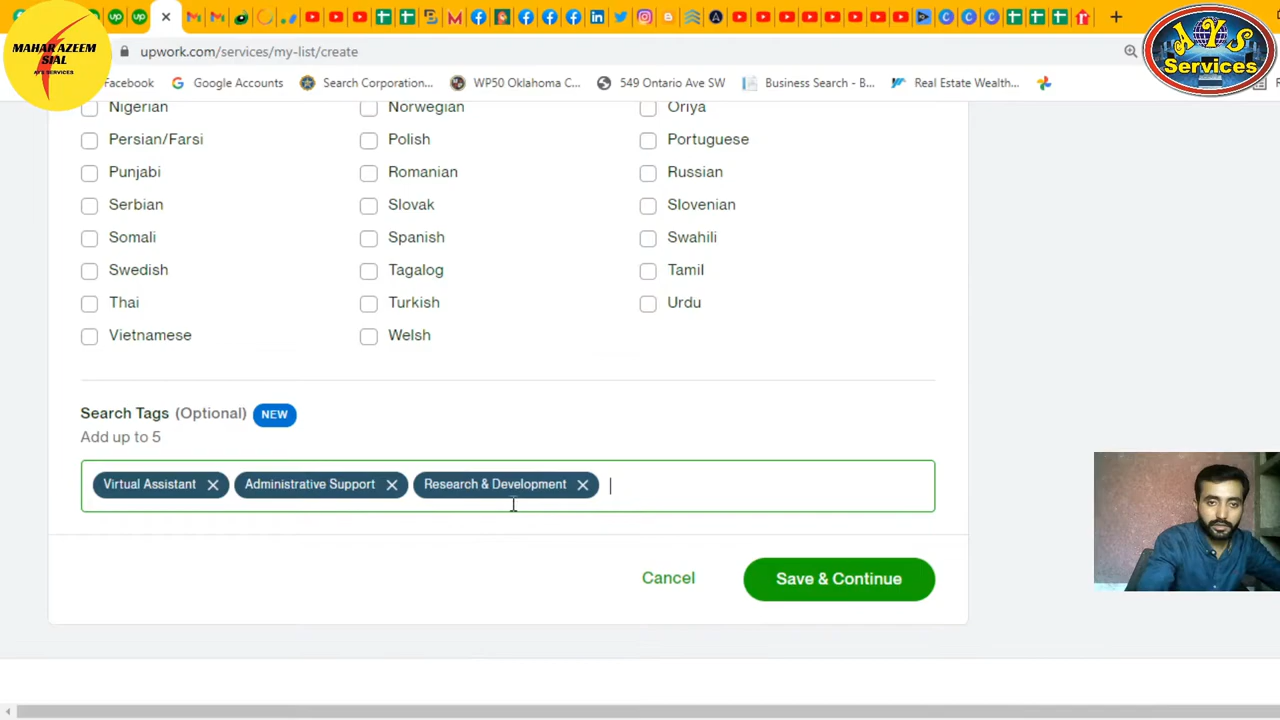 MAHAR AZEEM
SIAL
AYS SERVICES
AYS
Services
upwork.com/services/my-list/create
Facebook
Google Accounts
Search Corporation...
WP50 Oklahoma C...
549 Ontario Ave SW
Business Search - B...
Real Estate Wealth...
Nigerian
Norwegian
Oriya
Persian/Farsi
Polish
Portuguese
Punjabi
Romanian
Russian
Serbian
Slovak
Slovenian
Somali
Spanish
Swahili
Swedish
Tagalog
Tamil
Thai
Turkish
Urdu
Vietnamese
Welsh
Search Tags (Optional) NEW
Add up to 5
Virtual Assistant
Administrative Support
Research & Development
Cancel
Save & Continue